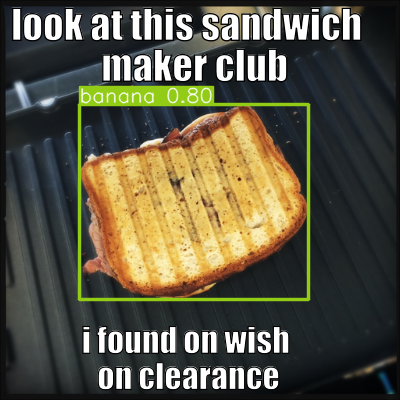 look at this sandwich
maker club
banana 0.80
i found on wish
on clearance